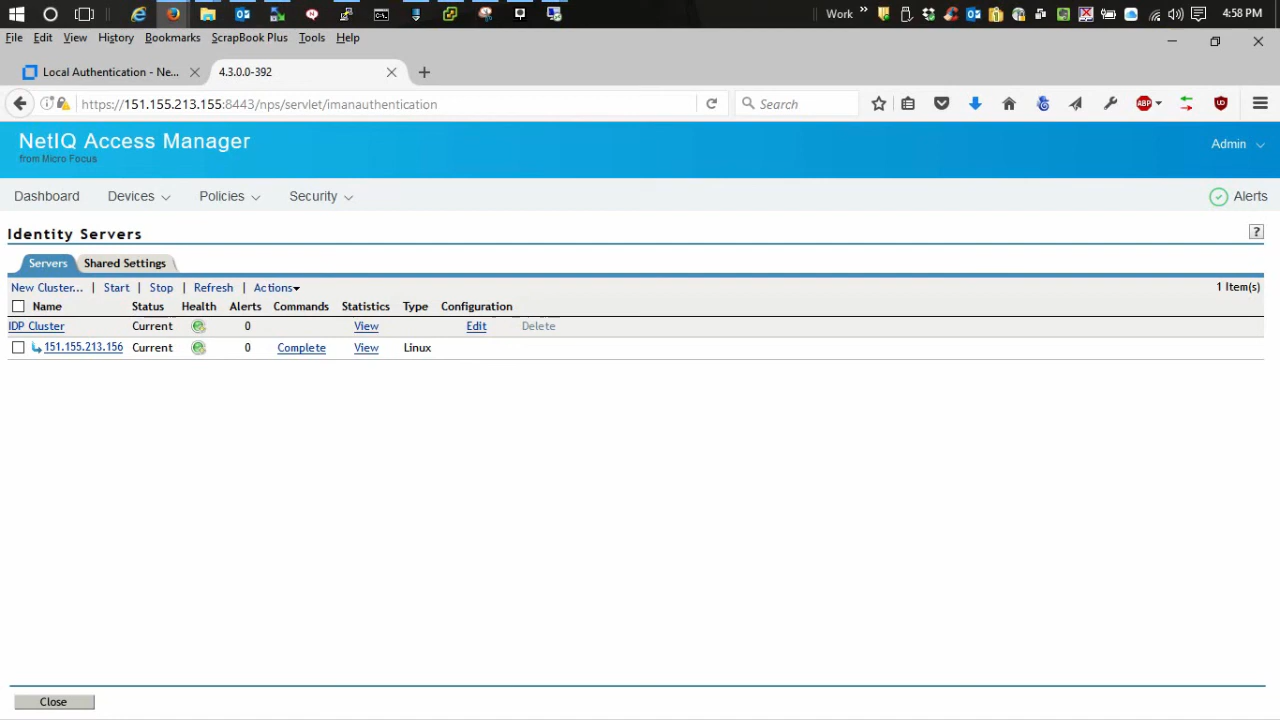 Work
4:58 PM
File Edit View History Bookmarks ScrapBook Plus Tools Help
Local Authentication - Ne... 4.3.0.0-392
https://151.155.213.155:8443/nps/servlet/imanauthentication Search
NetIQ Access Manager
from Micro Focus
Admin
Dashboard Devices Policies Security Alerts
Identity Servers
Servers Shared Settings
New Cluster... | Start | Stop | Refresh | Actions 1 Item(s)
Name Status Health Alerts Commands Statistics Type Configuration
IDP Cluster Current 0 View Edit Delete
151.155.213.156 Current 0 Complete View Linux
Close